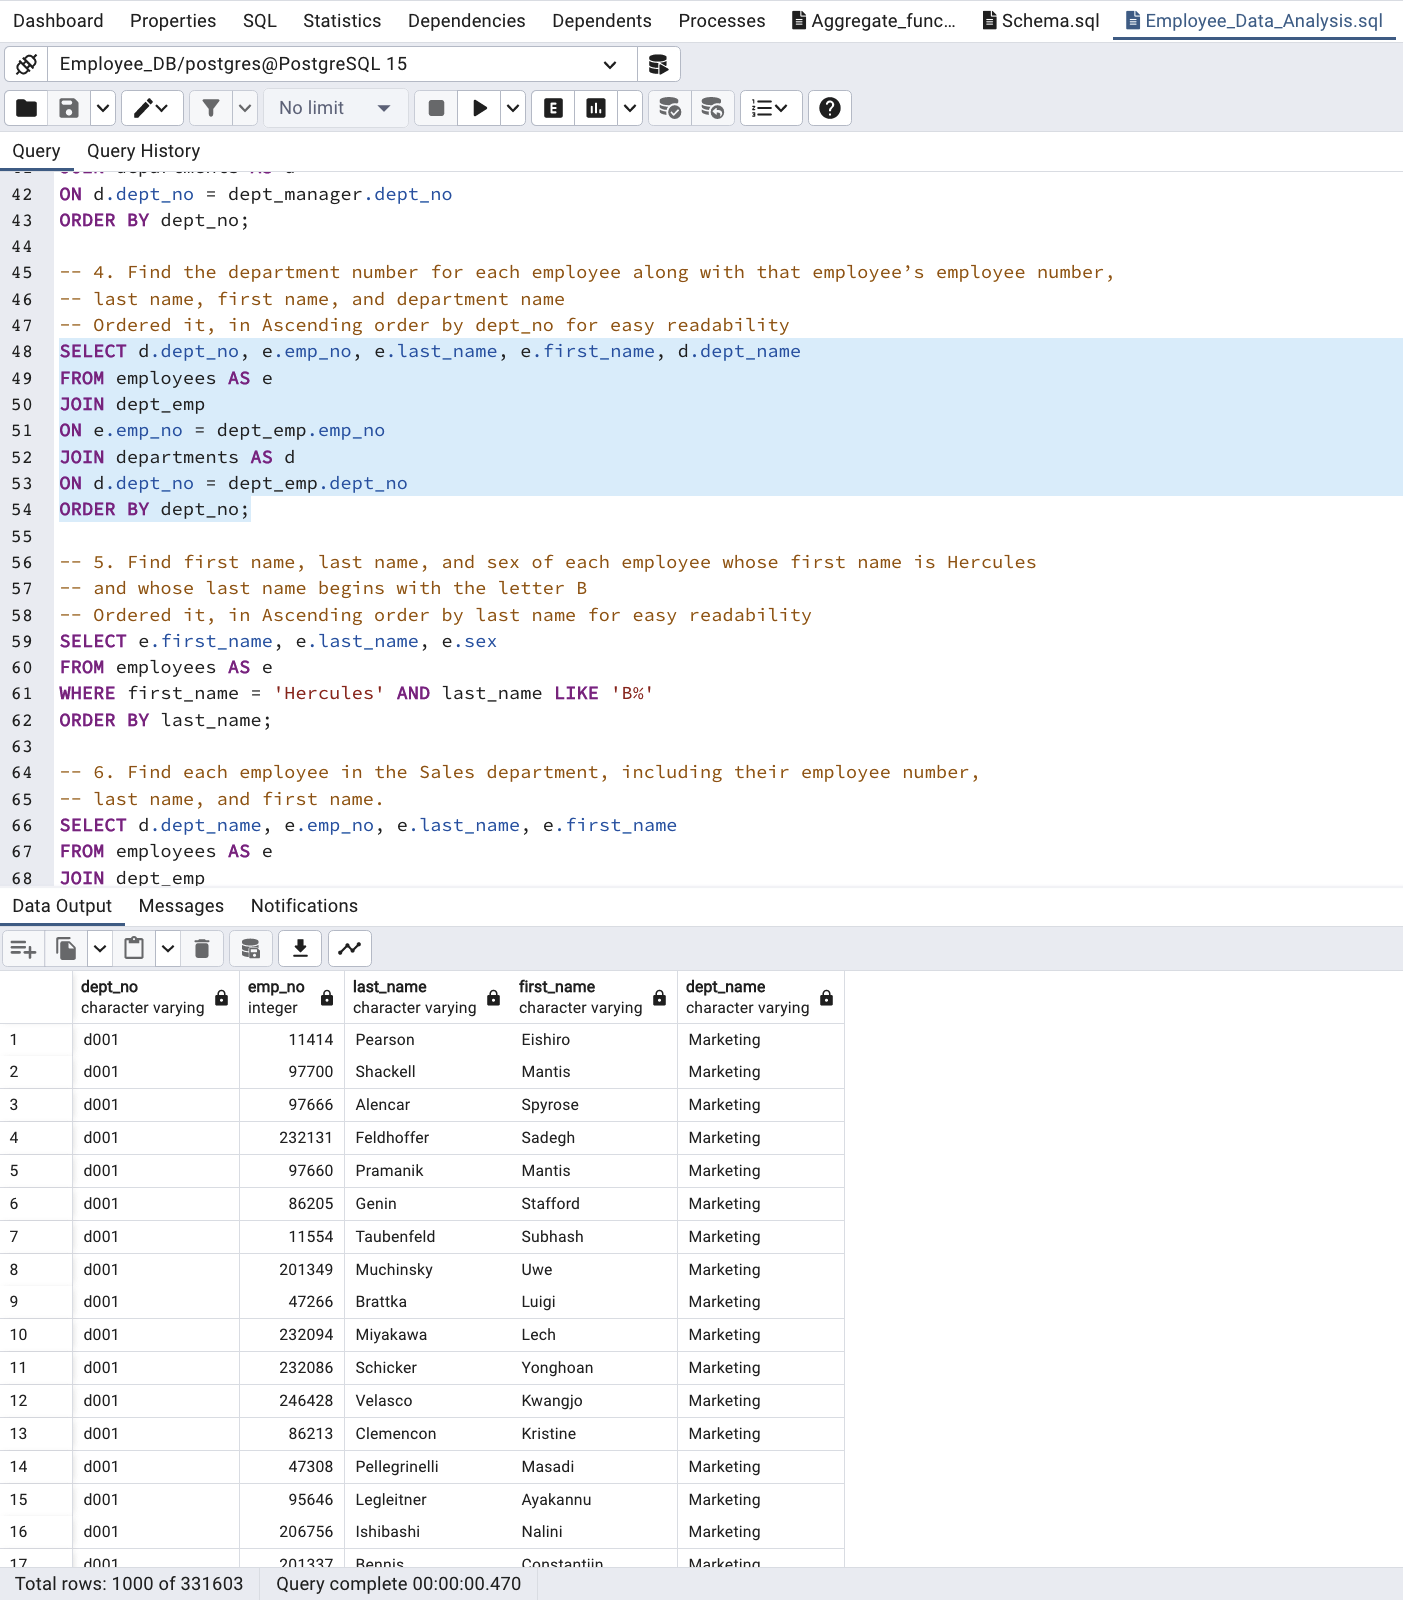 Dashboard Properties SQL Statistics Dependencies Dependents Processes Aggregate_func... Schema.sql Employee_Data_Analysis.sql
Employee_DB/postgres@PostgreSQL 15
No limit E
Query Query History
41 JOIN departments AS d
42 ON d.dept_no = dept_manager.dept_no
43 ORDER BY dept_no;
44
45 -- 4. Find the department number for each employee along with that employee’s employee number,
46 -- last name, first name, and department name
47 -- Ordered it, in Ascending order by dept_no for easy readability
48 SELECT d.dept_no, e.emp_no, e.last_name, e.first_name, d.dept_name
49 FROM employees AS e
50 JOIN dept_emp
51 ON e.emp_no = dept_emp.emp_no
52 JOIN departments AS d
53 ON d.dept_no = dept_emp.dept_no
54 ORDER BY dept_no;
55
56 -- 5. Find first name, last name, and sex of each employee whose first name is Hercules
57 -- and whose last name begins with the letter B
58 -- Ordered it, in Ascending order by last name for easy readability
59 SELECT e.first_name, e.last_name, e.sex
60 FROM employees AS e
61 WHERE first_name = 'Hercules' AND last_name LIKE 'B%'
62 ORDER BY last_name;
63
64 -- 6. Find each employee in the Sales department, including their employee number,
65 -- last name, and first name.
66 SELECT d.dept_name, e.emp_no, e.last_name, e.first_name
67 FROM employees AS e
68 JOIN dept_emp
Data Output Messages Notifications
dept_no emp_no last_name first_name dept_name
character varying integer character varying character varying character varying
1 d001 11414 Pearson Eishiro Marketing
2 d001 97700 Shackell Mantis Marketing
3 d001 97666 Alencar Spyrose Marketing
4 d001 232131 Feldhoffer Sadegh Marketing
5 d001 97660 Pramanik Mantis Marketing
6 d001 86205 Genin Stafford Marketing
7 d001 11554 Taubenfeld Subhash Marketing
8 d001 201349 Muchinsky Uwe Marketing
9 d001 47266 Brattka Luigi Marketing
10 d001 232094 Miyakawa Lech Marketing
11 d001 232086 Schicker Yonghoan Marketing
12 d001 246428 Velasco Kwangjo Marketing
13 d001 86213 Clemencon Kristine Marketing
14 d001 47308 Pellegrinelli Masadi Marketing
15 d001 95646 Legleitner Ayakannu Marketing
16 d001 206756 Ishibashi Nalini Marketing
17 d001 201337 Bennis Constantijn Marketing
Total rows: 1000 of 331603 Query complete 00:00:00.470